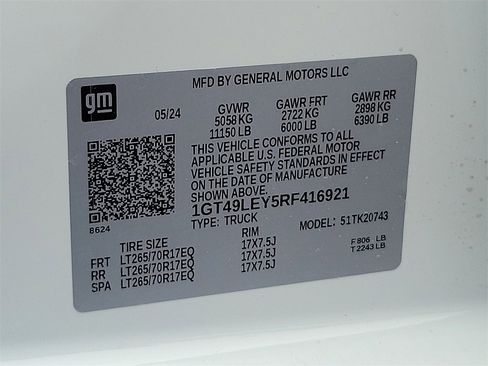 gm
MFD BY GENERAL MOTORS LLC
05/24 GVWR GAWR FRT GAWR RR
5058 KG 2722 KG 2898 KG
11150 LB 6000 LB 6390 LB
THIS VEHICLE CONFORMS TO ALL
APPLICABLE U.S. FEDERAL MOTOR
VEHICLE SAFETY STANDARDS IN EFFECT
ON THE DATE OF MANUFACTURE
SHOWN ABOVE.
1GT49LEY5RF416921
8624 TYPE: TRUCK MODEL: 51TK20743
TIRE SIZE RIM
FRT LT265/70R17EQ 17X7.5J F 806 LB
RR LT265/70R17EQ 17X7.5J T 2243 LB
SPA LT265/70R17EQ 17X7.5J